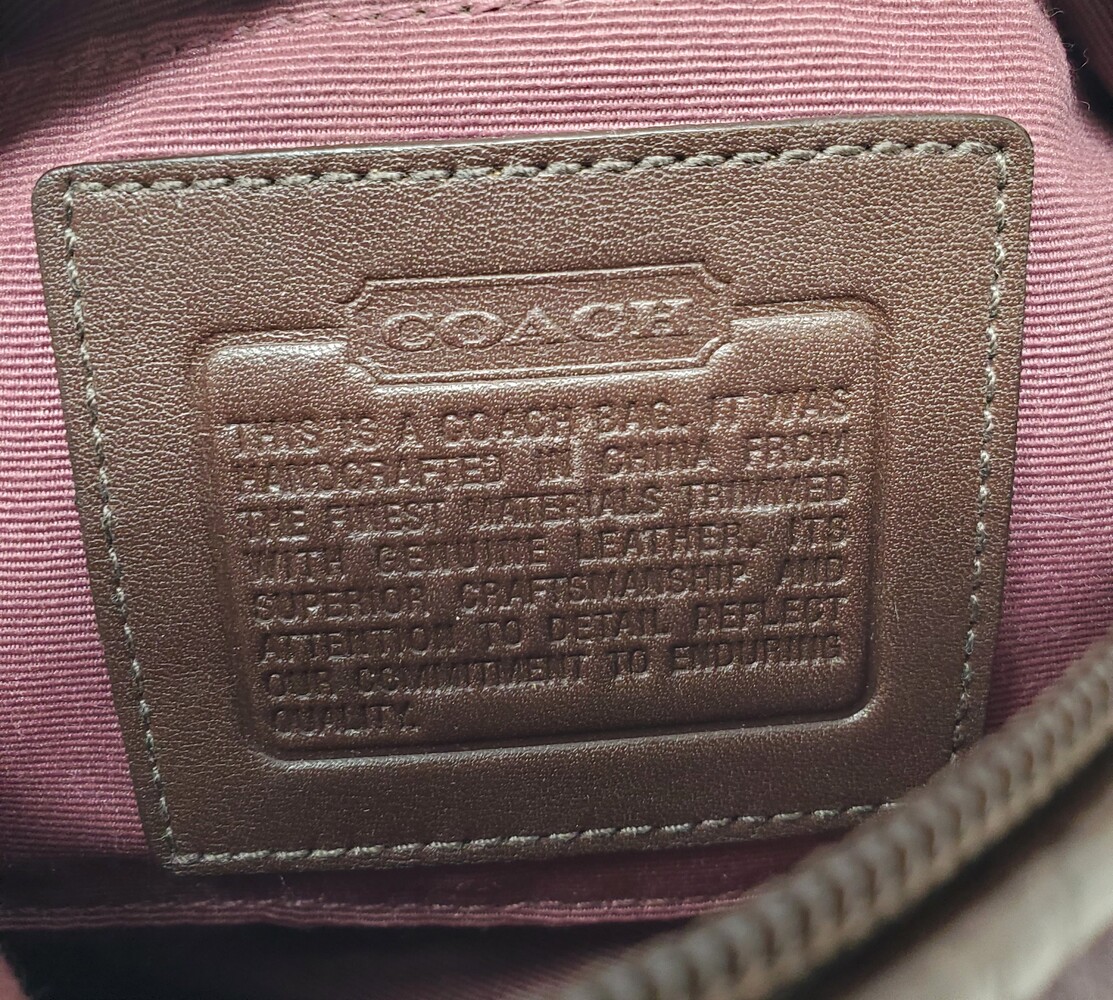 COACH
THIS IS A COACH BAG. IT WAS
HANDCRAFTED IN CHINA FROM
THE FINEST MATERIALS TRIMMED
WITH GENUINE LEATHER. ITS
SUPERIOR CRAFTSMANSHIP AND
ATTENTION TO DETAIL REFLECT
OUR COMMITMENT TO ENDURING
QUALITY.